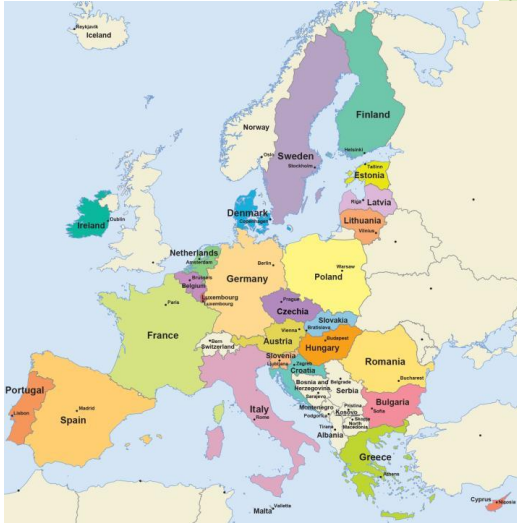 Reykjavik
Iceland
Finland
Norway
Oslo
Helsinki
Sweden
Stockholm
Tallinn
Estonia
Riga
Latvia
Lithuania
Vilnius
Denmark
Copenhagen
Ireland
Dublin
Netherlands
Amsterdam
Berlin
Germany
Warsaw
Poland
Brussels
Belgium
Luxembourg
Luxembourg
Prague
Czechia
Paris
France
Slovakia
Bratislava
Vienna
Austria
Budapest
Hungary
Bern
Switzerland
Slovenia
Ljubljana
Zagreb
Croatia
Romania
Bucharest
Bosnia and
Herzegovina
Sarajevo
Belgrade
Serbia
Montenegro
Podgorica
Pristina
Kosovo
Bulgaria
Sofia
Skopje
North
Macedonia
Tirana
Albania
Portugal
Lisbon
Madrid
Spain
Italy
Rome
Greece
Athens
Malta
Valletta
Cyprus
Nicosia